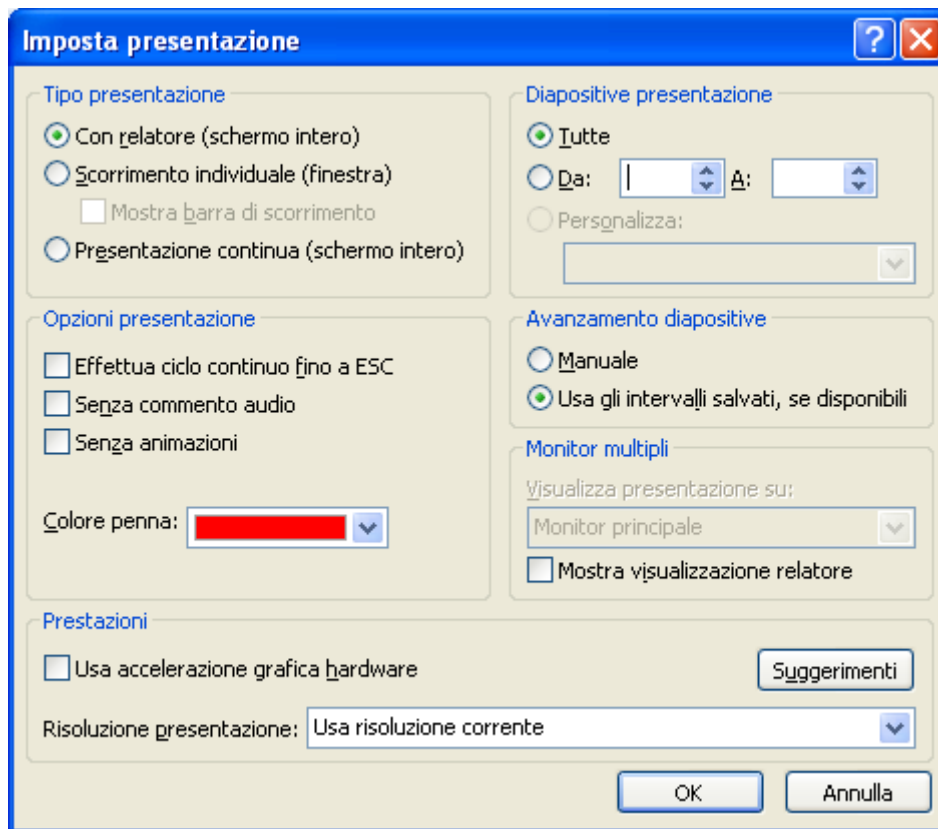 Imposta presentazione
Tipo presentazione
Con relatore (schermo intero)
Scorrimento individuale (finestra)
Mostra barra di scorrimento
Presentazione continua (schermo intero)
Diapositive presentazione
Tutte
Da: A:
Personalizza:
Opzioni presentazione
Effettua ciclo continuo fino a ESC
Senza commento audio
Senza animazioni
Colore penna:
Avanzamento diapositive
Manuale
Usa gli intervalli salvati, se disponibili
Monitor multipli
Visualizza presentazione su:
Monitor principale
Mostra visualizzazione relatore
Prestazioni
Usa accelerazione grafica hardware
Suggerimenti
Risoluzione presentazione: Usa risoluzione corrente
OK Annulla